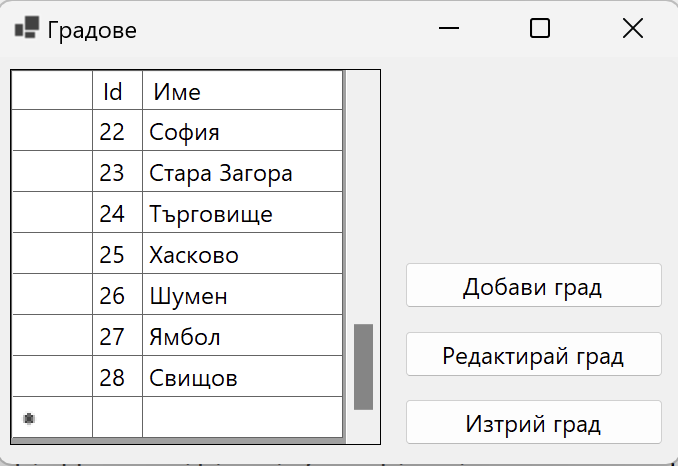 Градове
Id Име
22 София
23 Стара Загора
24 Търговище
25 Хасково
26 Шумен
27 Ямбол
28 Свищов
Добави град
Редактирай град
Изтрий град